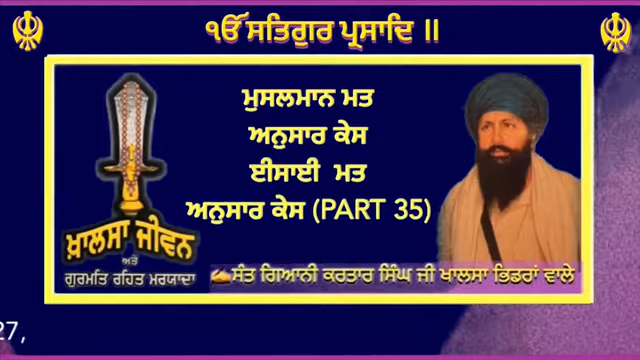 ੴ ਸਤਿਗੁਰ ਪ੍ਰਸਾਦਿ ॥
ਮੁਸਲਮਾਨ ਮਤ
ਅਨੁਸਾਰ ਕੇਸ
ਈਸਾਈ ਮਤ
ਅਨੁਸਾਰ ਕੇਸ (PART 35)
ਖ਼ਾਲਸਾ ਜੀਵਨ
ਅਤੇ
ਗੁਰਮਤਿ ਰਹਿਤ ਮਰਯਾਦਾ
✍️ਸੰਤ ਗਿਆਨੀ ਕਰਤਾਰ ਸਿੰਘ ਜੀ ਖਾਲਸਾ ਭਿੰਡਰਾਂ ਵਾਲੇ
27,